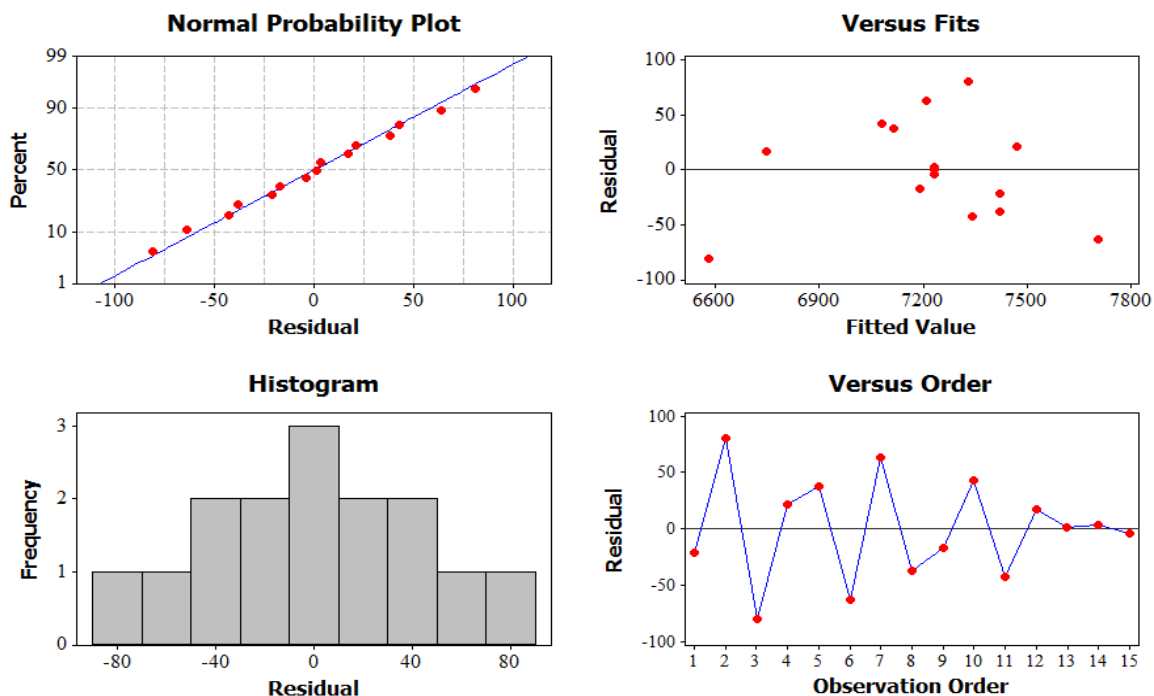 Normal Probability Plot
99
90
50
10
1
Percent
-100 -50 0 50 100
Residual
Versus Fits
100
50
0
-50
-100
Residual
6600 6900 7200 7500 7800
Fitted Value
Histogram
3
2
1
0
Frequency
-80 -40 0 40 80
Residual
Versus Order
100
50
0
-50
-100
Residual
1 2 3 4 5 6 7 8 9 10 11 12 13 14 15
Observation Order